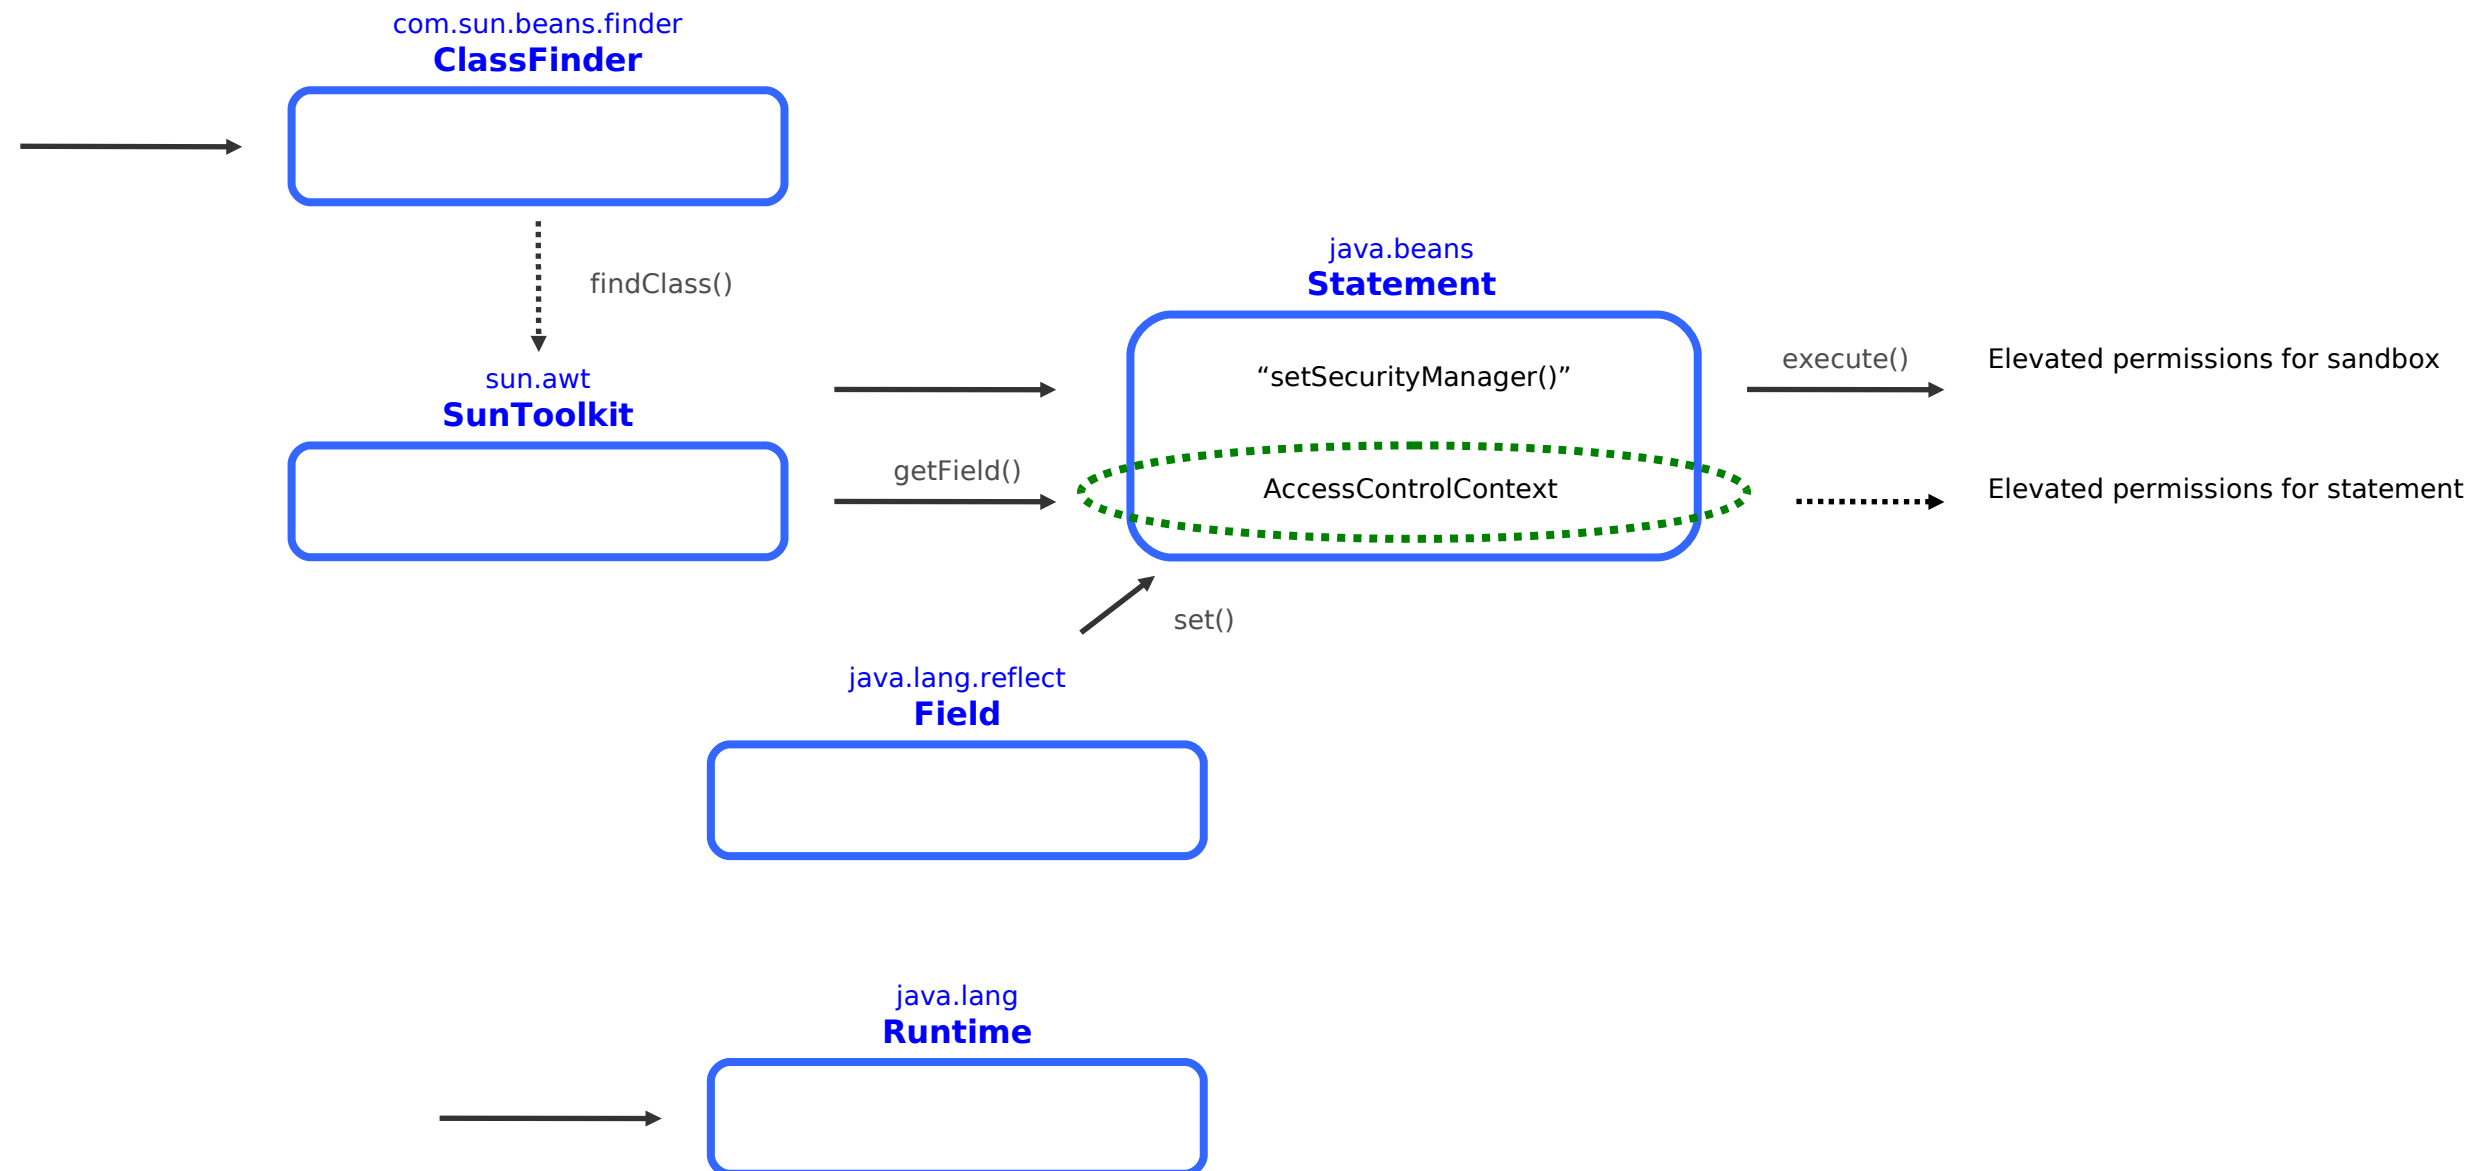 com.sun.beans.finder
ClassFinder
findClass()
java.beans
Statement
“setSecurityManager()”
execute()
Elevated permissions for sandbox
sun.awt
SunToolkit
getField()
AccessControlContext
Elevated permissions for statement
set()
java.lang.reflect
Field
java.lang
Runtime